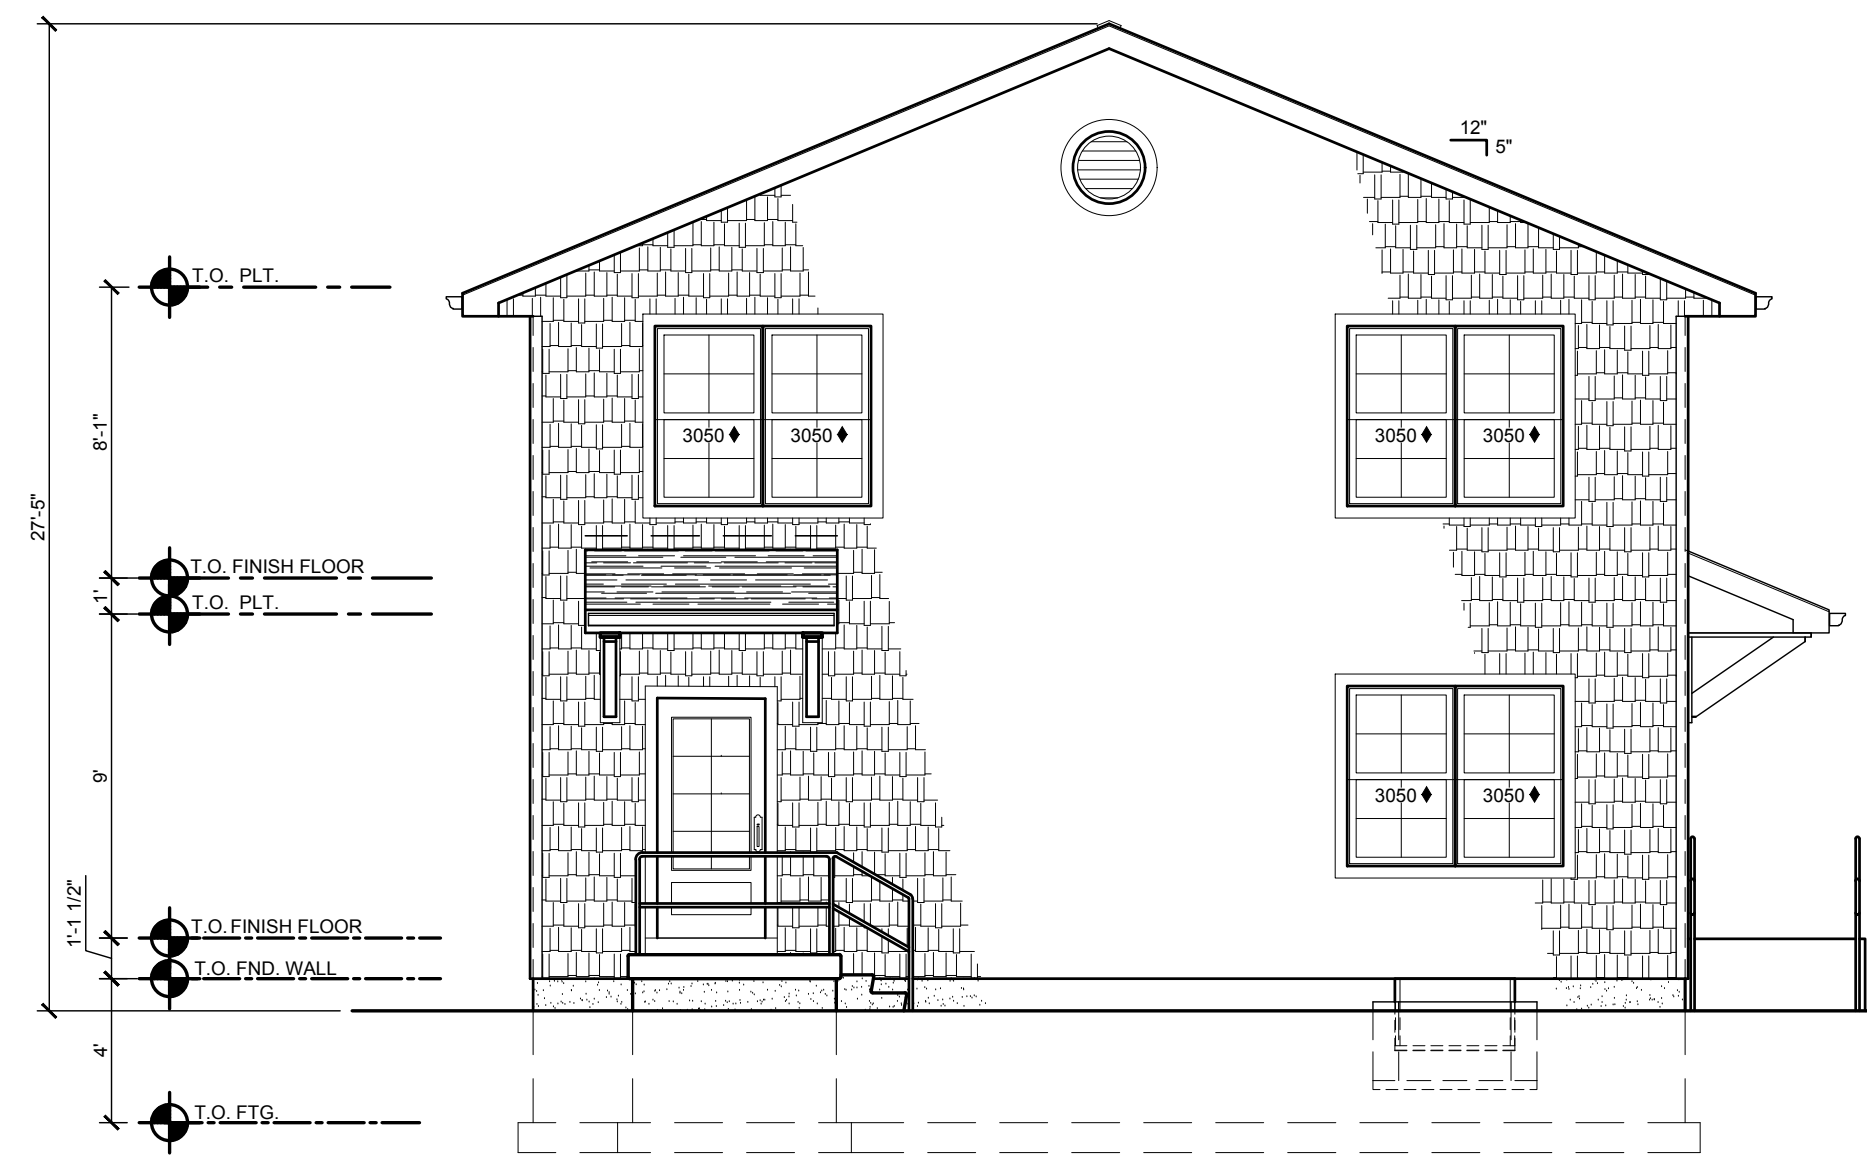 12"
5"
T.O. PLT.
8'-1"
3050 3050 3050 3050
27'-5"
T.O. FINISH FLOOR
1'
T.O. PLT.
9'
3050 3050
1'-1 1/2"
T.O. FINISH FLOOR
T.O. FND. WALL
4'
T.O. FTG.